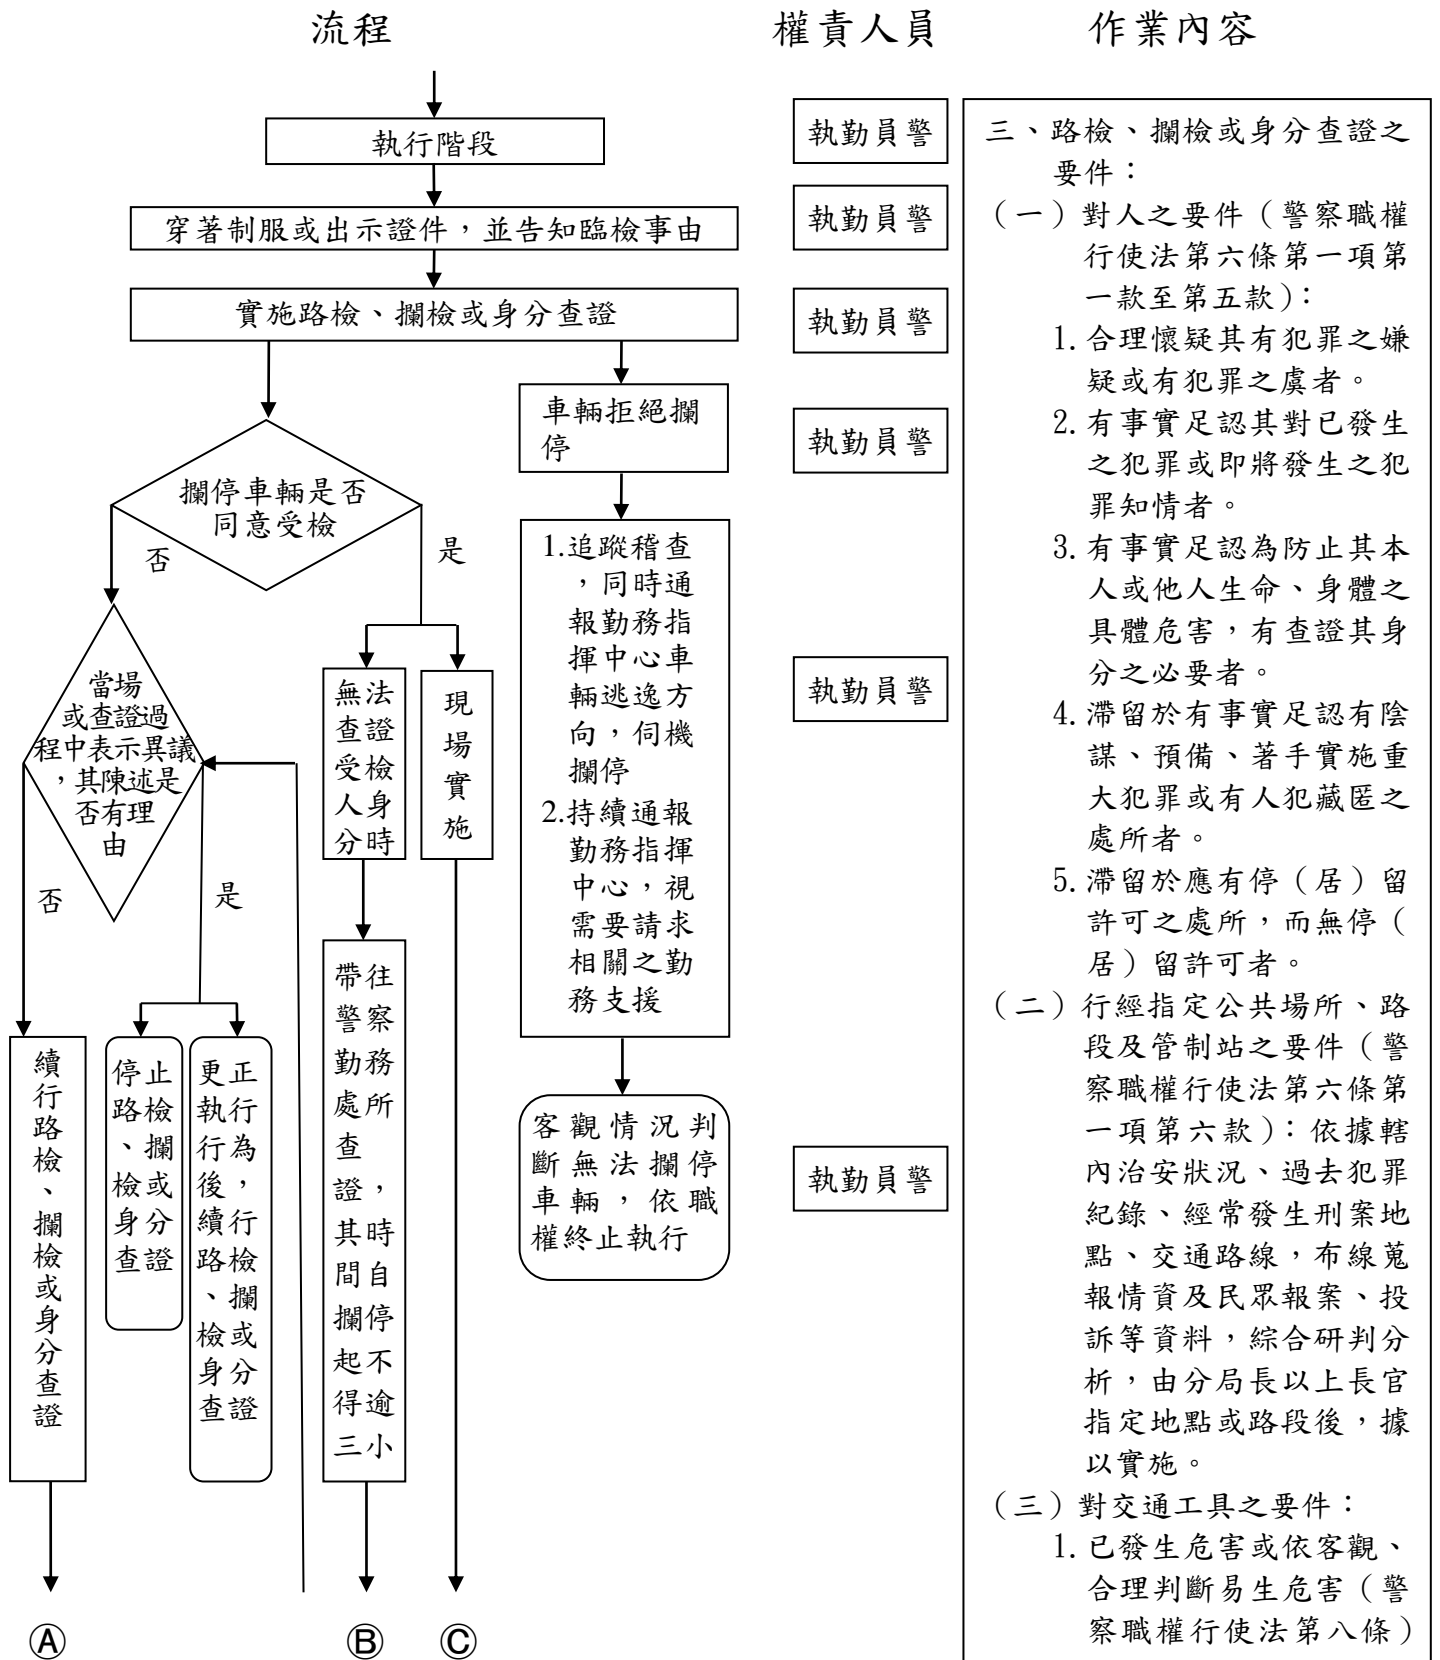 流程
權責人員
作業內容
執行階段
穿著制服或出示證件，並告知臨檢事由
實施路檢、攔檢或身分查證
車輛拒絕攔
停
攔停車輛是否
同意受檢
否
是
1.追蹤稽查
，同時通
報勤務指
揮中心車
輛逃逸方
向，伺機
攔停
2.持續通報
勤務指揮
中心，視
需要請求
相關之勤
務支援
當場
或查證過
程中表示異議
，其陳述是
否有理
由
無法
查證
受檢
人身
分時
現
場
實
施
否
是
帶往
警察
勤務
處所
查
證，
其時
間自
攔停
起不
得逾
三小
續
行
路
檢
、
攔
檢
或
身
分
查
證
停止
路檢
、攔
檢或
身分
查證
更正
執行
行為
後，
續行
路檢
、攔
檢或
身分
查證
客觀情況判
斷無法攔停
車輛，依職
權終止執行
Ⓐ
Ⓑ
Ⓒ
執勤員警
執勤員警
執勤員警
執勤員警
執勤員警
執勤員警
三、路檢、攔檢或身分查證之
要件：
（一）對人之要件（警察職權
行使法第六條第一項第
一款至第五款）：
1.合理懷疑其有犯罪之嫌
疑或有犯罪之虞者。
2.有事實足認其對已發生
之犯罪或即將發生之犯
罪知情者。
3.有事實足認為防止其本
人或他人生命、身體之
具體危害，有查證其身
分之必要者。
4.滯留於有事實足認有陰
謀、預備、著手實施重
大犯罪或有人犯藏匿之
處所者。
5.滯留於應有停（居）留
許可之處所，而無停（
居）留許可者。
（二）行經指定公共場所、路
段及管制站之要件（警
察職權行使法第六條第
一項第六款）：依據轄
內治安狀況、過去犯罪
紀錄、經常發生刑案地
點、交通路線，布線蒐
報情資及民眾報案、投
訴等資料，綜合研判分
析，由分局長以上長官
指定地點或路段後，據
以實施。
（三）對交通工具之要件：
1.已發生危害或依客觀、
合理判斷易生危害（警
察職權行使法第八條）